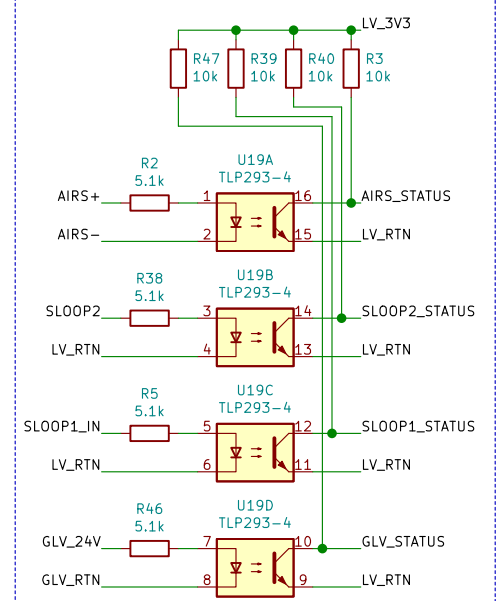 LV_3V3
R47 R39 R40 R3
10k 10k 10k 10k
R2 U19A
5.1k TLP293-4
AIRS+ 1 16 AIRS_STATUS
AIRS- 2 15 LV_RTN
R38 U19B
5.1k TLP293-4
SLOOP2 3 14 SLOOP2_STATUS
LV_RTN 4 13 LV_RTN
R5 U19C
5.1k TLP293-4
SLOOP1_IN 5 12 SLOOP1_STATUS
LV_RTN 6 11 LV_RTN
R46 U19D
5.1k TLP293-4
GLV_24V 7 10 GLV_STATUS
GLV_RTN 8 9 LV_RTN